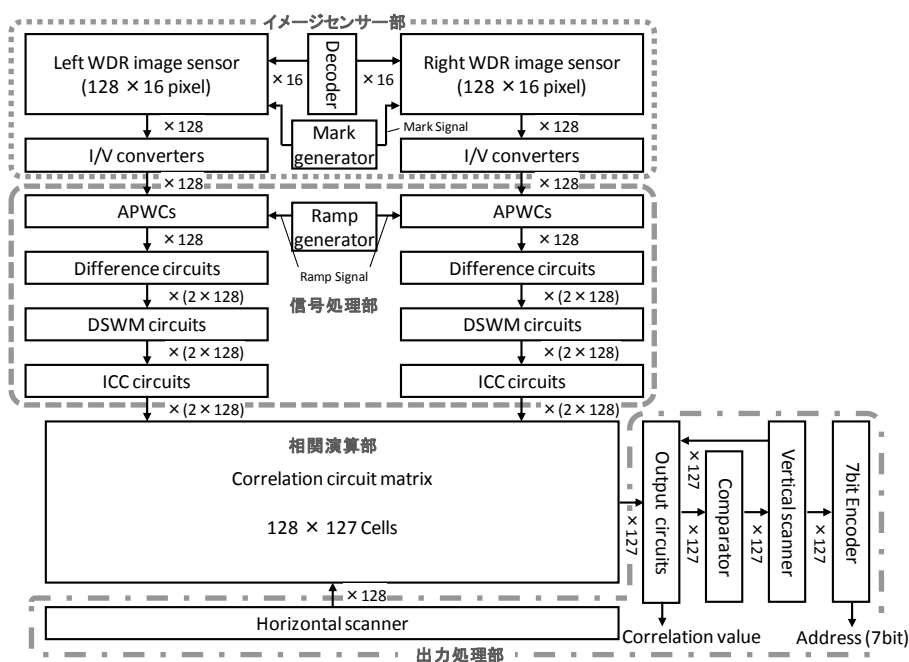 イメージセンサー部
Left WDR image sensor
(128 × 16 pixel)
Decoder
Right WDR image sensor
(128 × 16 pixel)
× 16
× 16
Mark
generator
Mark Signal
× 128
× 128
I/V converters
I/V converters
× 128
× 128
APWCs
Ramp
generator
APWCs
× 128
Ramp Signal
× 128
Difference circuits
Difference circuits
信号処理部
× (2 × 128)
× (2 × 128)
DSWM circuits
DSWM circuits
× (2 × 128)
× (2 × 128)
ICC circuits
ICC circuits
× (2 × 128)
× (2 × 128)
相関演算部
Correlation circuit matrix
128 × 127 Cells
× 127
Output circuits
× 127
× 127
Comparator
× 127
Vertical scanner
× 127
7bit Encoder
× 128
Horizontal scanner
Correlation value
Address (7bit)
出力処理部